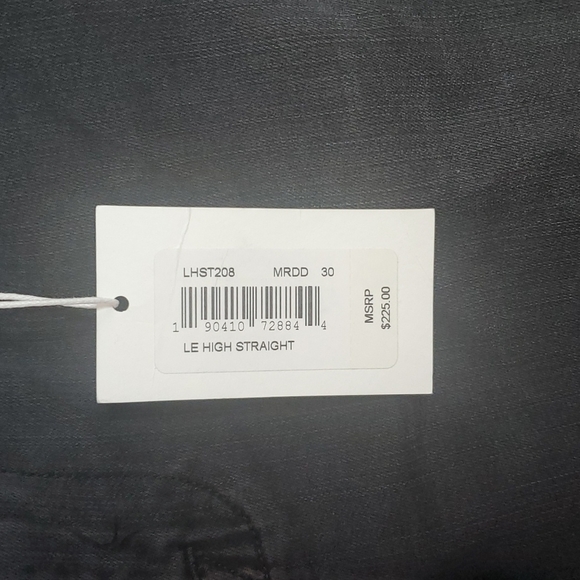 LHST208 MRDD 30
1 90410 72884 4
LE HIGH STRAIGHT
MSRP
$225.00